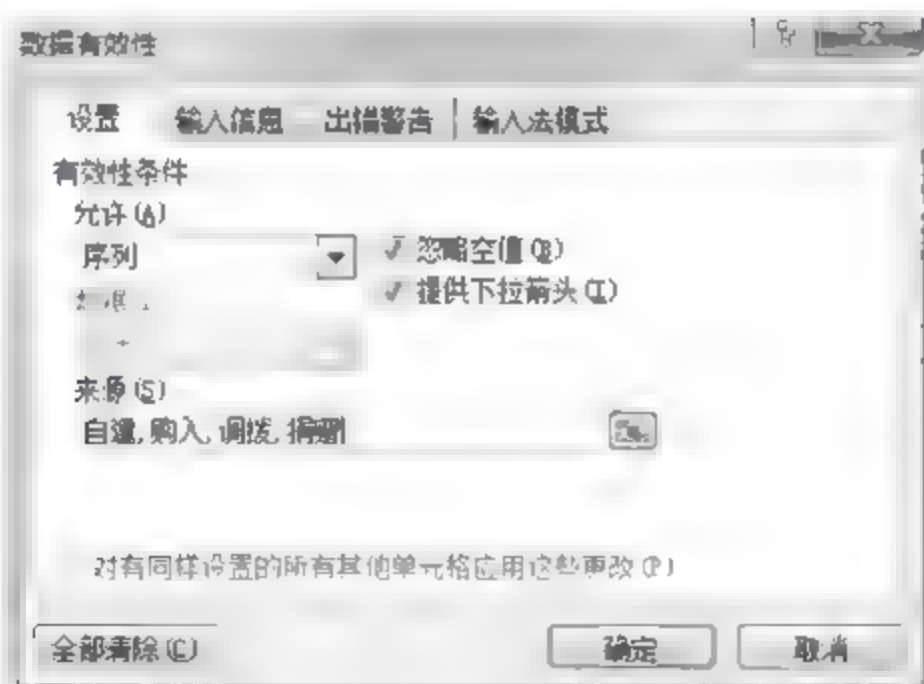 数据有效性
设置 输入信息 出错警告 输入法模式
有效性条件
允许(A)
序列
忽略空值(B)
提供下拉箭头(I)
来源(S)
自建,购入,调拨,捐赠
对有同样设置的所有其他单元格应用这些更改(P)
全部清除(C)
确定 取消